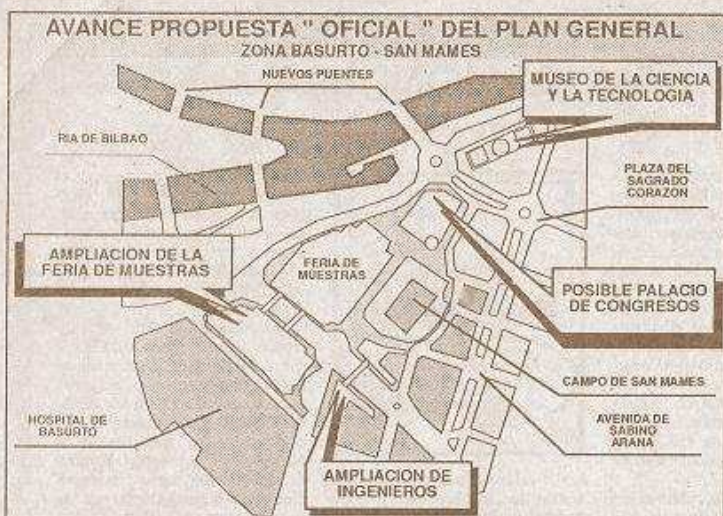 AVANCE PROPUESTA " OFICIAL " DEL PLAN GENERAL
ZONA BASURTO - SAN MAMES
NUEVOS PUENTES
MUSEO DE LA CIENCIA
Y LA TECNOLOGIA
RIA DE BILBAO
PLAZA DEL
SAGRADO
CORAZON
AMPLIACION DE LA
FERIA DE MUESTRAS
FERIA DE
MUESTRAS
POSIBLE PALACIO
DE CONGRESOS
CAMPO DE SAN MAMES
HOSPITAL DE
BASURTO
AVENIDA DE
SABINO
ARANA
AMPLIACION DE
INGENIEROS